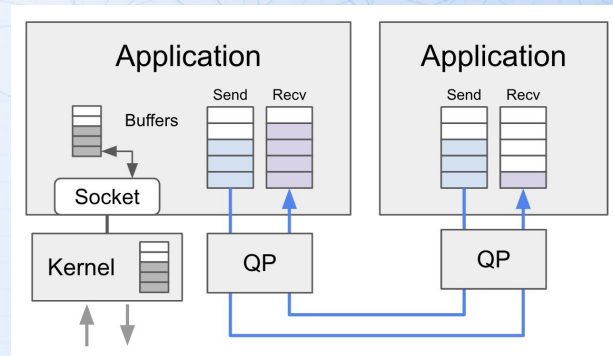 Application
Send Recv
Buffers
Socket
Kernel
QP
Application
Send Recv
QP